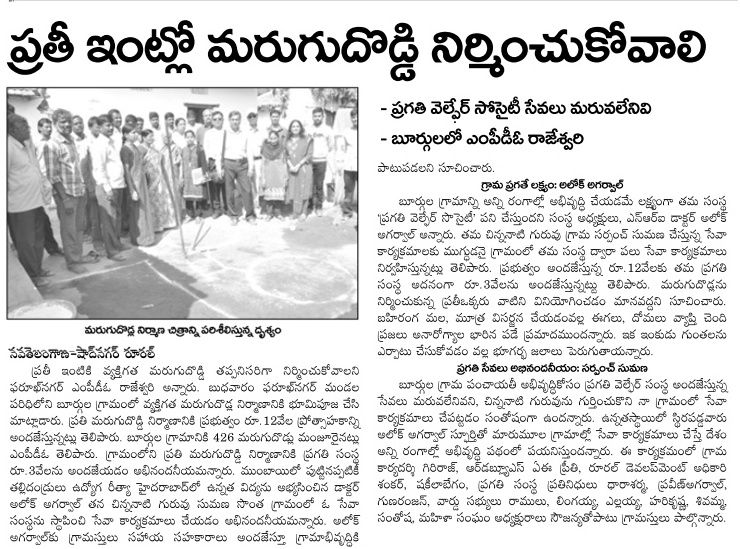 ప్రతీ ఇంట్లో మరుగుదొడ్డి నిర్మించుకోవాలి
- ప్రగతి వెల్ఫేర్ సోసైటీ సేవలు మరువలేనివి
- బూర్గులలో ఎంపీడీఓ రాజేశ్వరి
మరుగుదొడ్ల నిర్మాణ చిత్రాన్ని పరిశీలిస్తున్న దృశ్యం
నేపతెలంగాణ-షాద్‌నగర్ రూరల్
ప్రతీ ఇంటికి వ్యక్తిగత మరుగుదొడ్డి తప్పనిసరిగా నిర్మించుకోవాలని
ఫరూఖ్‌నగర్ ఎంపీడీఓ రాజేశ్వరి అన్నారు. బుధవారం ఫరూఖ్‌నగర్ మండల
పరిధిలోని బూర్గుల గ్రామంలో వ్యక్తిగత మరుగుదొడ్ల నిర్మాణానికి భూమిపూజ చేసి
మాట్లాడారు. ప్రతి మరుగుదొడ్డి నిర్మాణానికి ప్రభుత్వం రూ.12వేల ప్రోత్సాహకాన్ని
అందజేస్తున్నట్లు తెలిపారు. బూర్గుల గ్రామానికి 426 మరుగుదొడ్లు మంజూరైనట్లు
ఎంపీడీఓ తెలిపారు. గ్రామంలోని ప్రతి మరుగుదొడ్డి నిర్మాణానికి ప్రగతి సంస్థ
రూ.3వేలను అందజేయడం అభినందనీయమన్నారు. ముంబాయిలో పుట్టినప్పటికీ
తల్లిదండ్రులు ఉద్యోగ రీత్యా హైదరాబాద్‌లో ఉన్నత విద్యను అభ్యసించిన డాక్టర్
అలోక్ అగర్వాల్ తన చిన్ననాటి గురువు సుమణ సొంత గ్రామంలో ఓ సేవా
సంస్థను స్థాపించి సేవా కార్యక్రమాలు చేయడం అభినందనీయమన్నారు. అలోక్
అగర్వాల్‌కు గ్రామస్తులు సహాయ సహకారాలు అందజేస్తూ గ్రామాభివృద్ధికి
పాటుపడలని సూచించారు.
గ్రామ ప్రగతే లక్ష్యం: అలోక్ అగర్వాల్
బూర్గుల గ్రామాన్ని అన్ని రంగాల్లో అభివృద్ధి చేయడమే లక్ష్యంగా తమ సంస్థ
'ప్రగతి వెల్ఫేర్ సొసైటీ' పని చేస్తుందని సంస్థ అధ్యక్షులు, ఎన్ఆర్ఐ డాక్టర్ అలోక్
అగర్వాల్ అన్నారు. తమ చిన్ననాటి గురువు గ్రామ సర్పంచ్ సుమణ చేస్తున్న సేవా
కార్యక్రమాలకు ముగ్ధుడనై గ్రామంలో తమ సంస్థ ద్వారా పలు సేవా కార్యక్రమాలు
నిర్వహిస్తున్నట్లు తెలిపారు. ప్రభుత్వం అందజేస్తున్న రూ.12వేలకు తమ ప్రగతి
సంస్థ అదనంగా రూ.3వేలను అందజేస్తున్నట్లు తెలిపారు. మరుగుదొడ్లను
నిర్మించుకున్న ప్రతీఒక్కరు వాటిని వినియోగించడం మానవద్దని సూచించారు.
బహిరంగ మల, మూత్ర విసర్జన చేయడంవల్ల ఈగలు, దోమలు వ్యాప్తి చెంది
ప్రజలు అనారోగ్యాల భారిన పడే ప్రమాదముందన్నారు. ఇక ఇంకుడు గుంతలను
ఎర్పాటు చేసుకోవడం వల్ల భూగర్భ జలాలు పెరుగుతాయన్నారు.
ప్రగతి సేవలు అభినందనీయం: సర్పంచ్ సుమణ
బూర్గుల గ్రామ పంచాయతీ అభివృద్ధికోసం ప్రగతి వెల్ఫేర్ సంస్థ అందజేస్తున్న
సేవలు మరువలేనివని, చిన్ననాటి గురువును గుర్తించుకొని నా గ్రామంలో సేవా
కార్యక్రమాలు చేపట్టడం సంతోషంగా ఉందన్నారు. ఉన్నతస్థాయిలో స్థిరపడ్డవారు
అలోక్ అగర్వాల్ స్ఫూర్తితో మారుమూల గ్రామాల్లో సేవా కార్యక్రమాలు చేస్తే దేశం
అన్ని రంగాల్లో అభివృద్ధి పథంలో పయనిస్తుందన్నారు. ఈ కార్యక్రమంలో గ్రామ
కార్యదర్శి గిరిరాజ్, ఆర్‌డబ్ల్యూఎస్ ఏఈ ప్రీతి, రూరల్ డెవలప్‌మెంట్ అధికారి
శంకర్, షకీలాబేగం, ప్రగతి సంస్థ ప్రతినిధులు ధారాశర్మ, ప్రవీణ్‌అగర్వాల్,
గుణరంజన్, వార్డు సభ్యులు రాములు, లింగయ్య, ఎల్లయ్య, హరికృష్ణ, శివమ్మ,
సంతోష, మహిళా సంఘం అధ్యక్షురాలు సౌజన్యతోపాటు గ్రామస్తులు పాల్గొన్నారు.